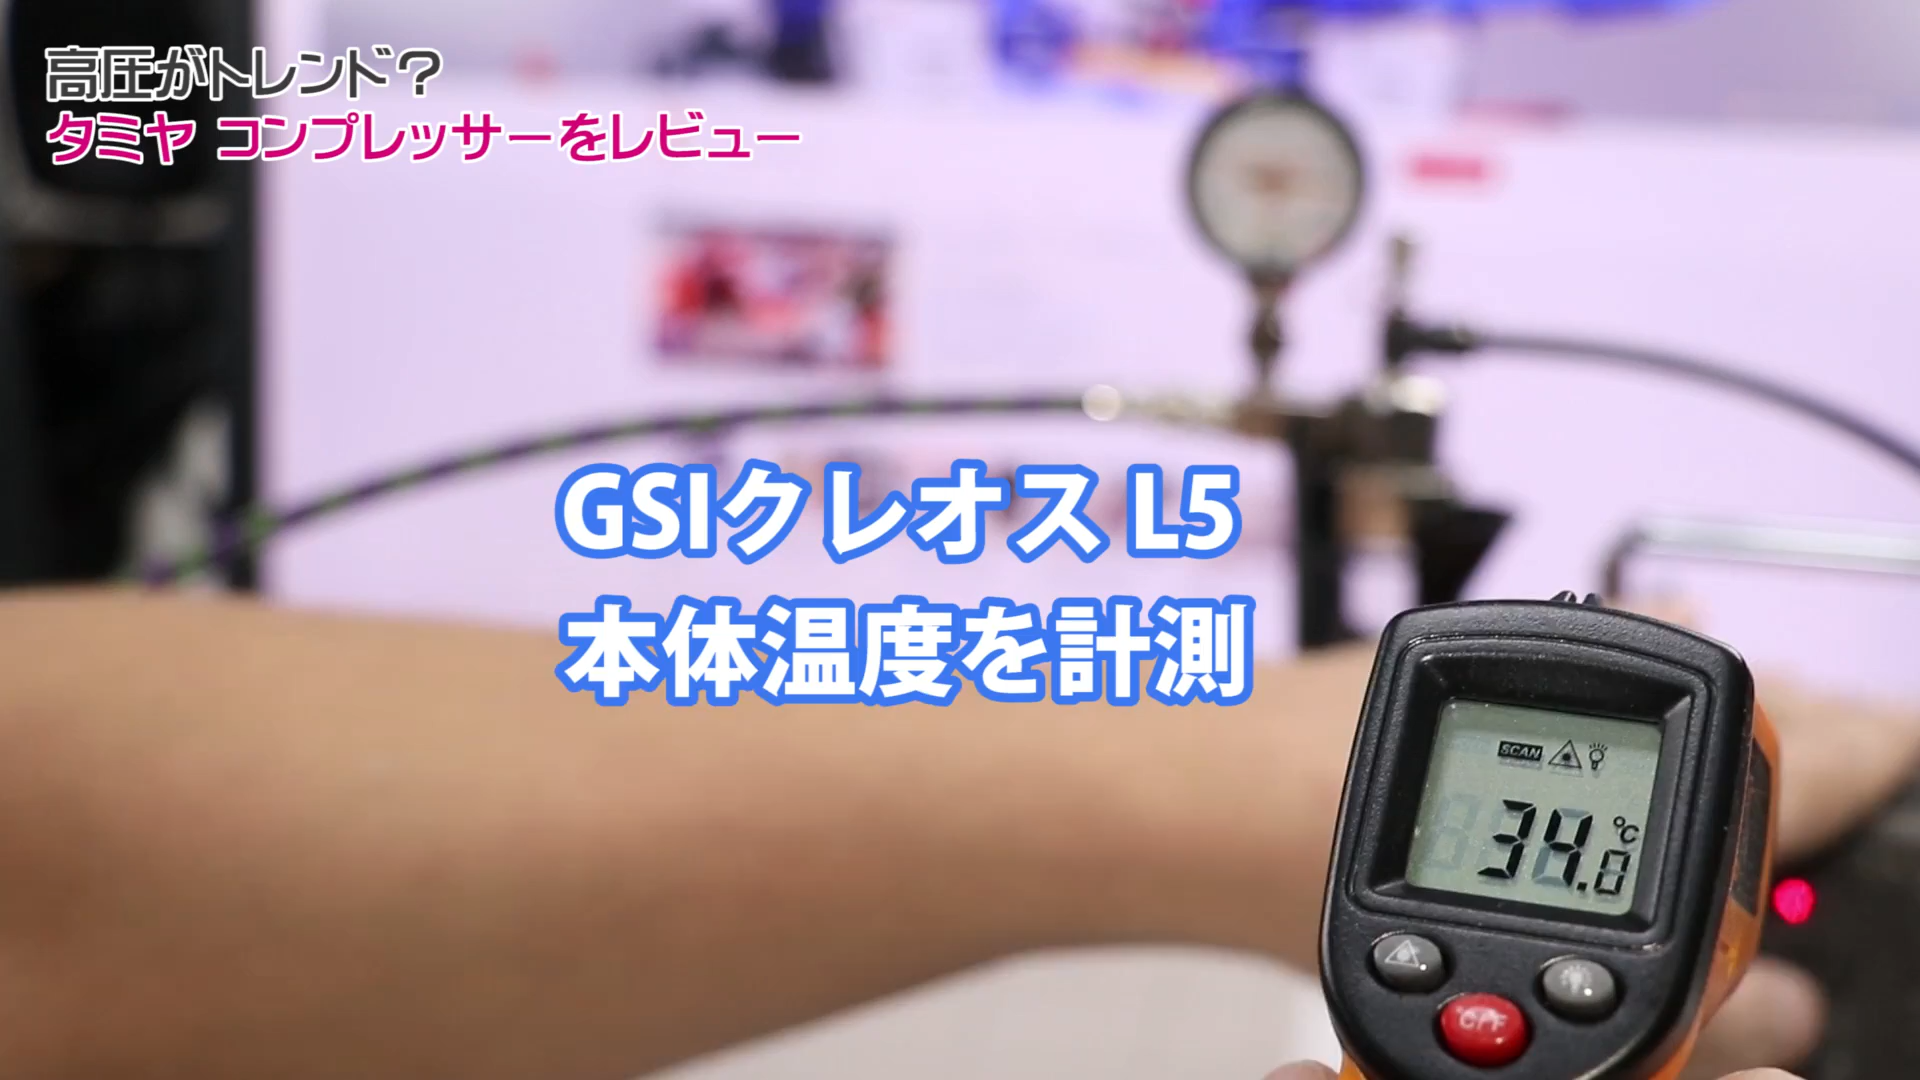 高圧がトレンド？
タミヤ コンプレッサーをレビュー
GSIクレオス L5
本体温度を計測
SCAN
34.0 ℃